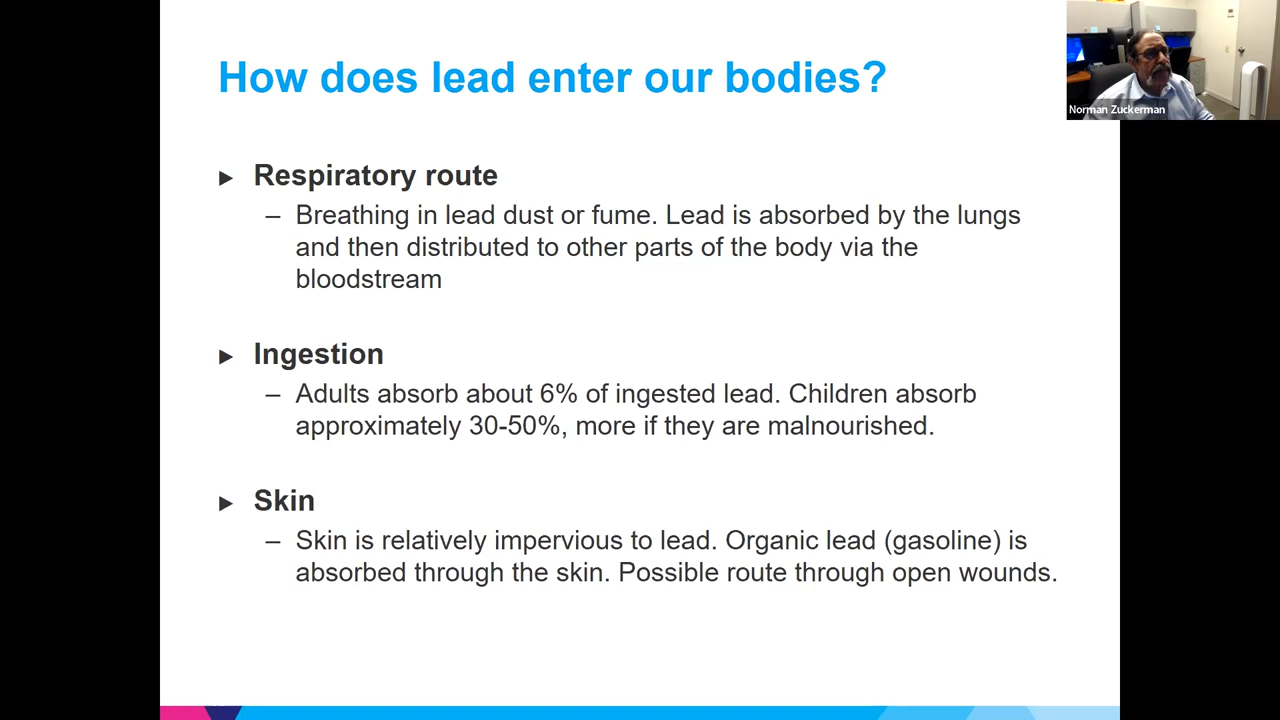 How does lead enter our bodies?
Norman Zuckerman
► Respiratory route
– Breathing in lead dust or fume. Lead is absorbed by the lungs
and then distributed to other parts of the body via the
bloodstream
► Ingestion
– Adults absorb about 6% of ingested lead. Children absorb
approximately 30-50%, more if they are malnourished.
► Skin
– Skin is relatively impervious to lead. Organic lead (gasoline) is
absorbed through the skin. Possible route through open wounds.